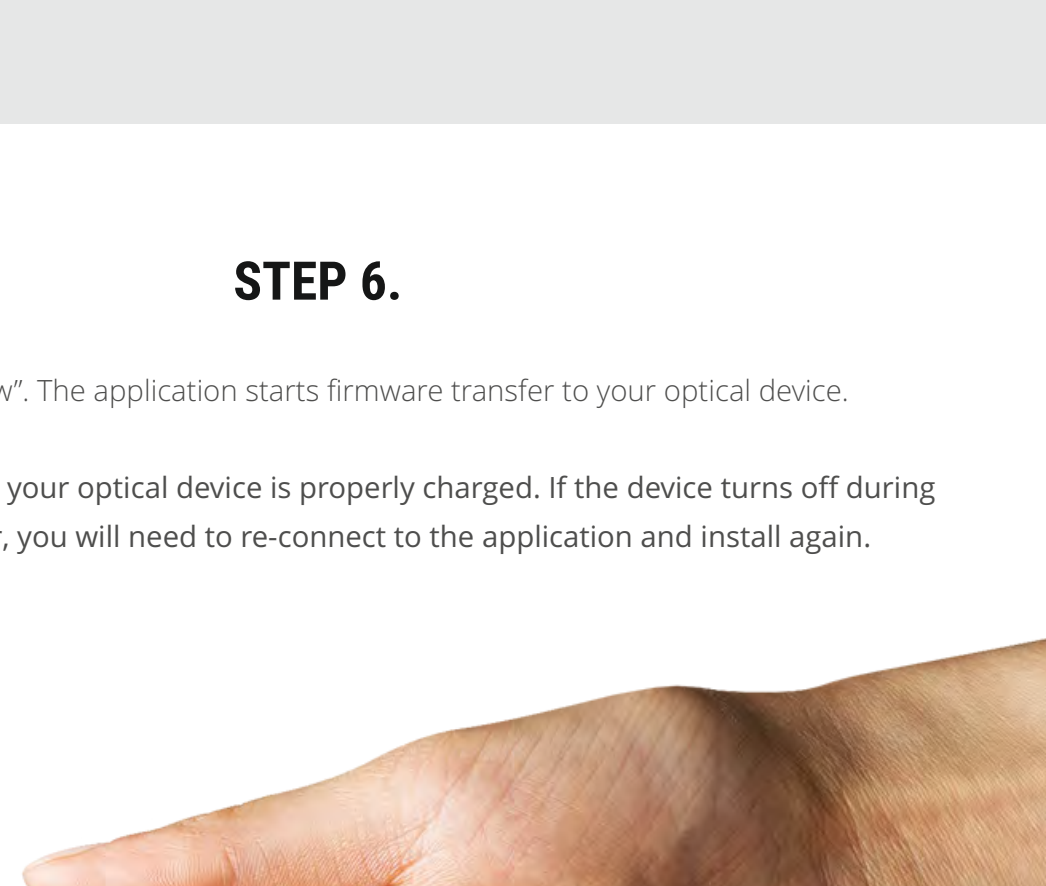 STEP 6.
”. The application starts firmware transfer to your optical device.
your optical device is properly charged. If the device turns off during
, you will need to re-connect to the application and install again.